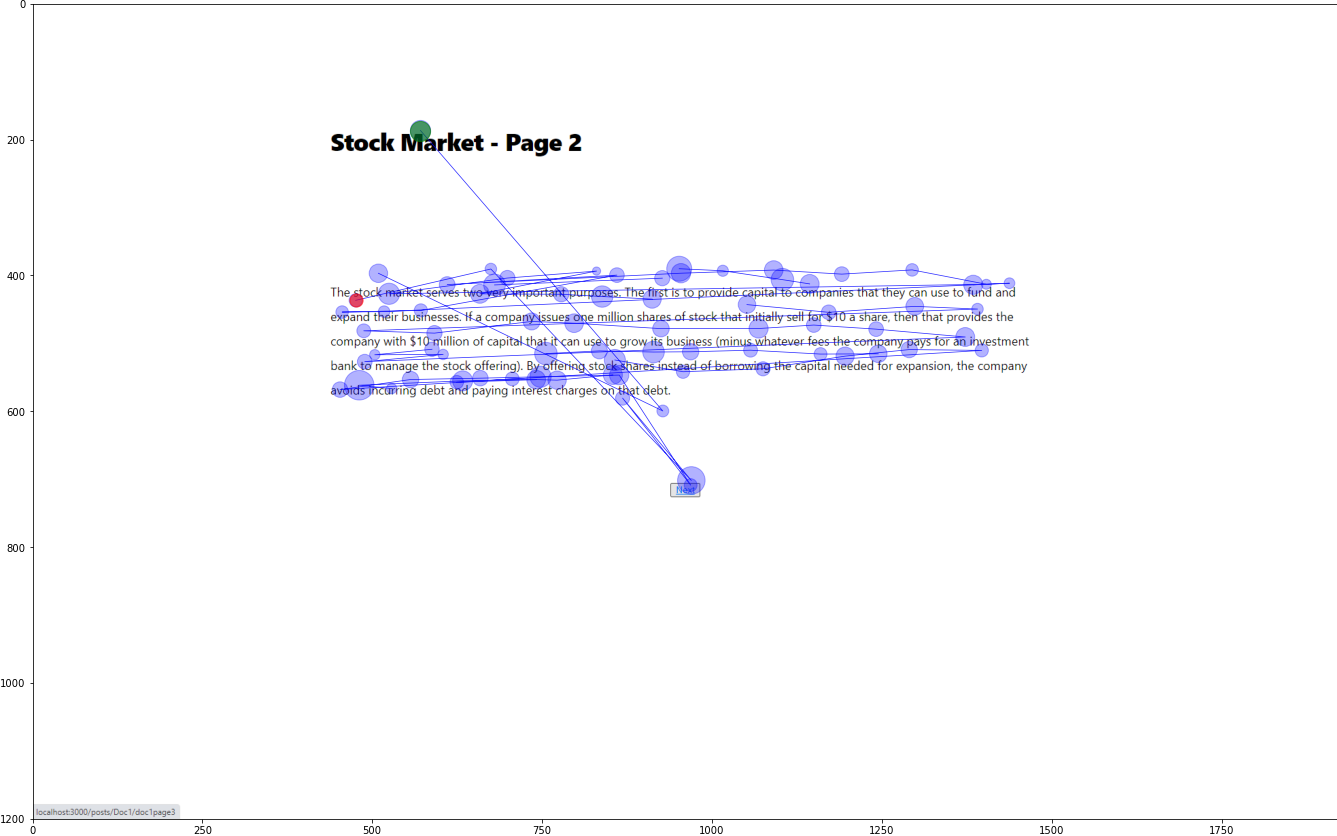 0
200
Stock Market - Page 2
400
The stock market serves two very important purposes. The first is to provide capital to companies that they can use to fund and
expand their businesses. If a company issues one million shares of stock that initially sell for $10 a share, then that provides the
company with $10 million of capital that it can use to grow its business (minus whatever fees the company pays for an investment
bank to manage the stock offering). By offering stock shares instead of borrowing the capital needed for expansion, the company
avoids incurring debt and paying interest charges on that debt.
600
Next
800
1000
localhost:3000/posts/Doc1/doc1page3
1200
0 250 500 750 1000 1250 1500 1750